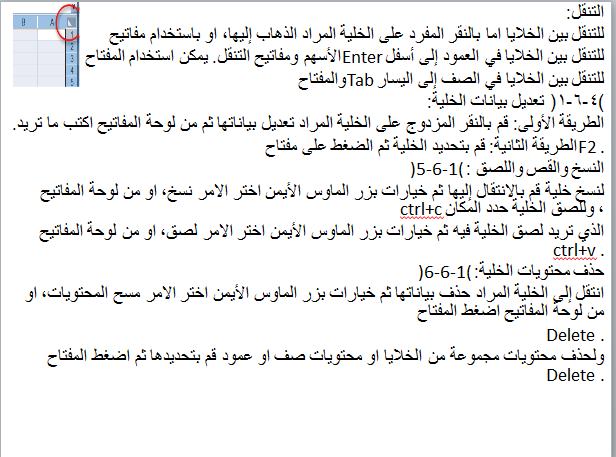 التنقل:
للتنقل بين الخلايا اما بالنقر المفرد على الخلية المراد الذهاب إليها، او باستخدام مفاتيح
للتنقل بين الخلايا في العمود إلى أسفل Enterالأسهم ومفاتيح التنقل. يمكن استخدام المفتاح
للتنقل بين الخلايا في الصف إلى اليسار Tabوالمفتاح
)٤-٦-١( تعديل بيانات الخلية:
الطريقة الأولى: قم بالنقر المزدوج على الخلية المراد تعديل بياناتها ثم من لوحة المفاتيح اكتب ما تريد.
. F2الطريقة الثانية: قم بتحديد الخلية ثم الضغط على مفتاح
النسخ والقص واللصق :)1-6-5(
لنسخ خلية قم بالانتقال إليها ثم خيارات بزر الماوس الأيمن اختر الامر نسخ، او من لوحة المفاتيح
، وللصق الخلية حدد المكان ctrl+c
الذي تريد لصق الخلية فيه ثم خيارات بزر الماوس الأيمن اختر الامر لصق، او من لوحة المفاتيح
. ctrl+v
حذف محتويات الخلية: )1-6-6(
انتقل إلى الخلية المراد حذف بياناتها ثم خيارات بزر الماوس الأيمن اختر الامر مسح المحتويات، او
من لوحة المفاتيح اضغط المفتاح
Delete .
ولحذف محتويات مجموعة من الخلايا او محتويات صف او عمود قم بتحديدها ثم اضغط المفتاح
Delete .
B A
1
2
3
4
5